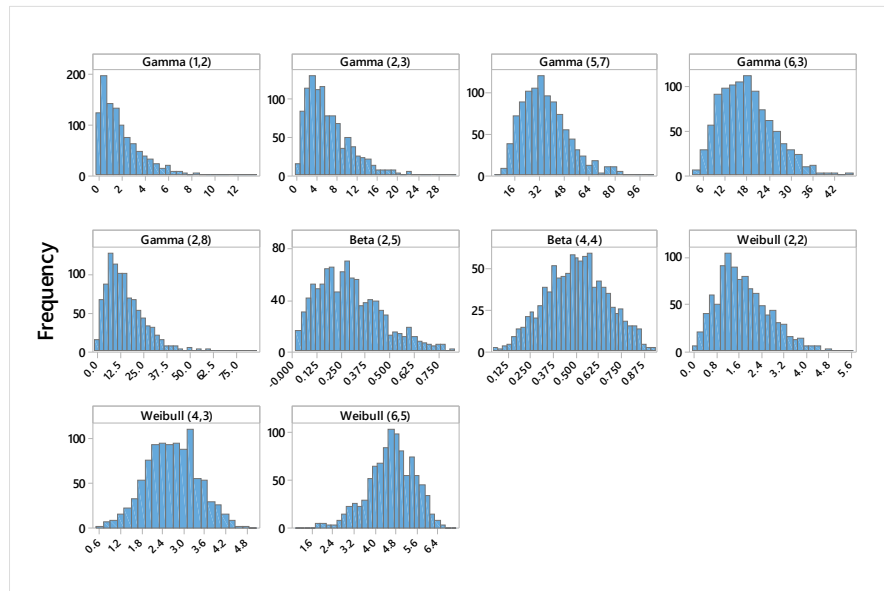 Gamma (1,2) Gamma (2,3) Gamma (5,7) Gamma (6,3)
200
150
100
50
0
0 2 4 6 8 10 12
100
50
0
0 4 8 12 16 20 24 28
100
50
0
16 32 48 64 80 96
100
50
0
6 12 18 24 30 36 42
Frequency
Gamma (2,8) Beta (2,5) Beta (4,4) Weibull (2,2)
100
50
0
0.0 12.5 25.0 37.5 50.0 62.5 75.0
80
40
0
-0.000 0.125 0.250 0.375 0.500 0.625 0.750
50
25
0
0.125 0.250 0.375 0.500 0.625 0.750 0.875
100
50
0
0.0 0.8 1.6 2.4 3.2 4.0 4.8 5.6
Weibull (4,3) Weibull (6,5)
100
50
0
0.6 1.2 1.8 2.4 3.0 3.6 4.2 4.8
100
50
0
1.6 2.4 3.2 4.0 4.8 5.6 6.4